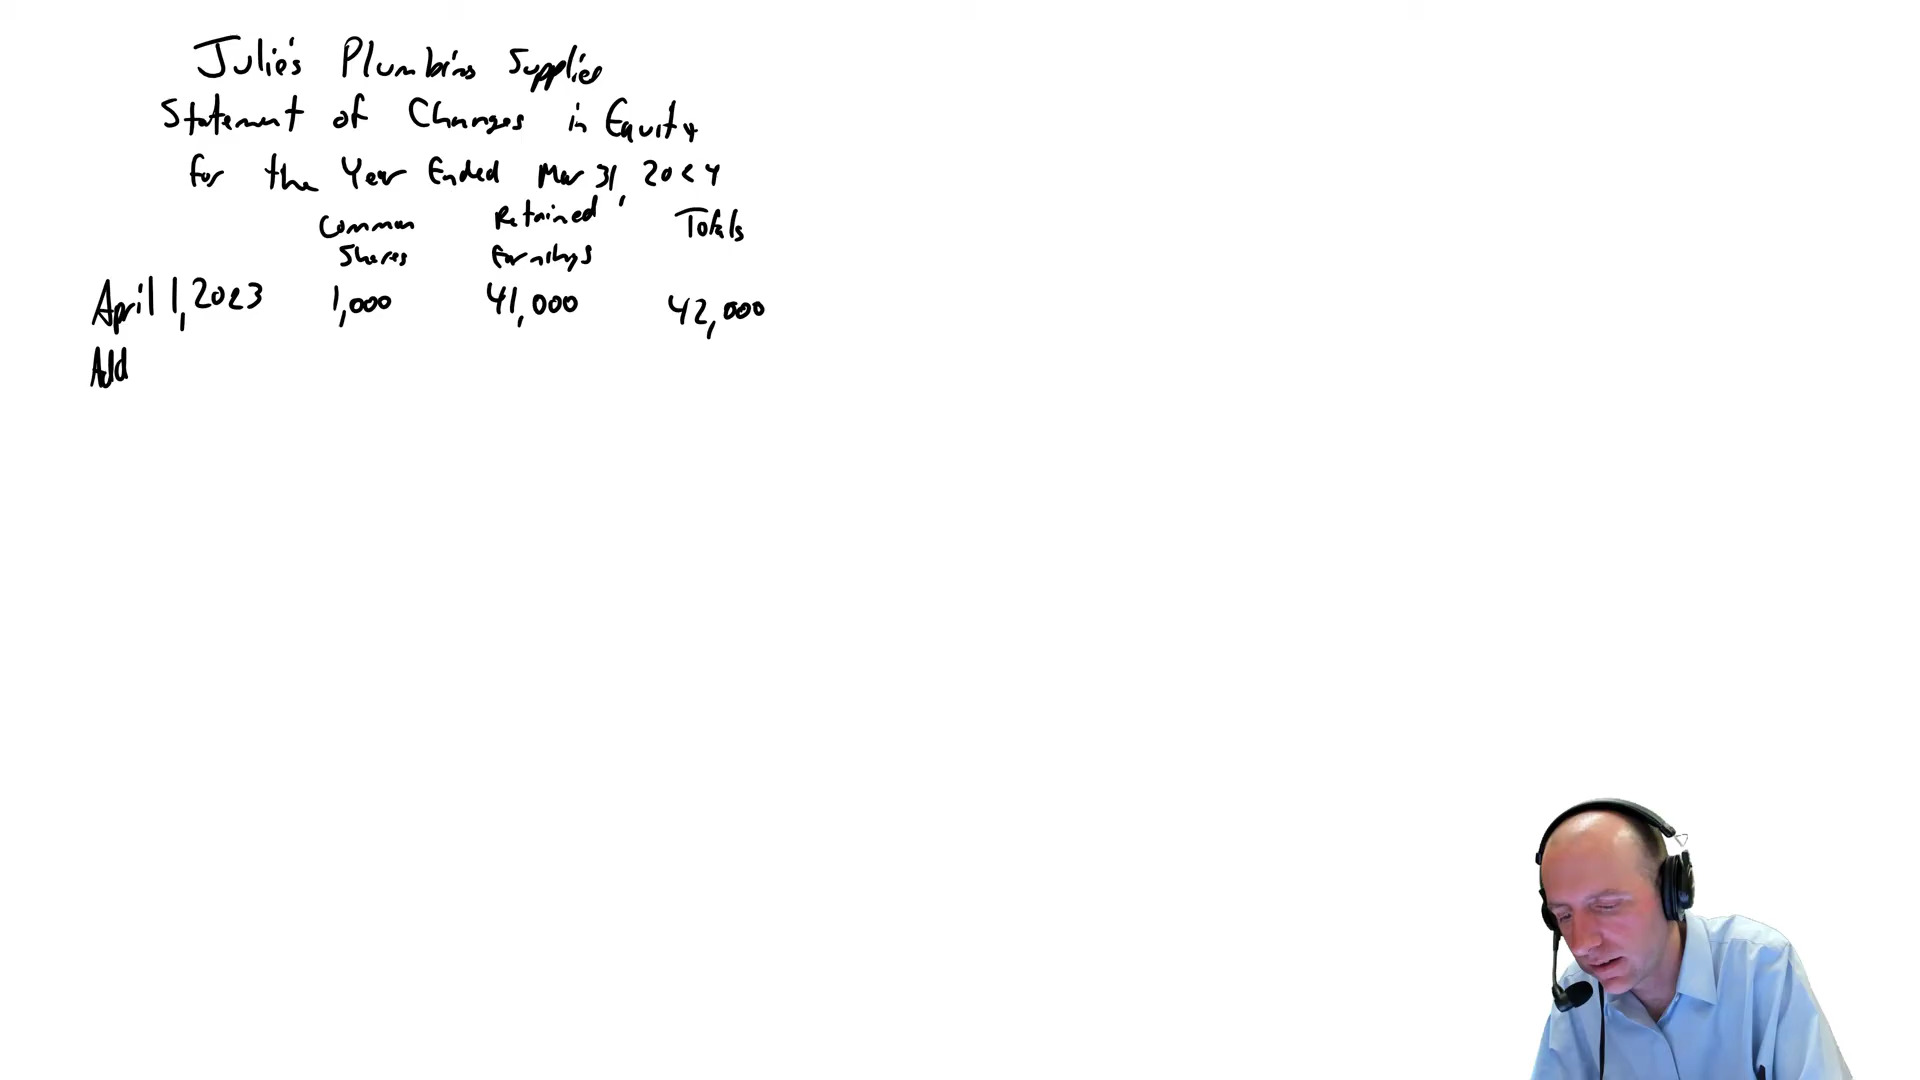 Julie's Plumbing Supplies
Statement of Changes in Equity
for the Year Ended Mar 31, 2024
Common Retained Totals
Shares Earnings
April 1, 2023 1,000 41,000 42,000
Add